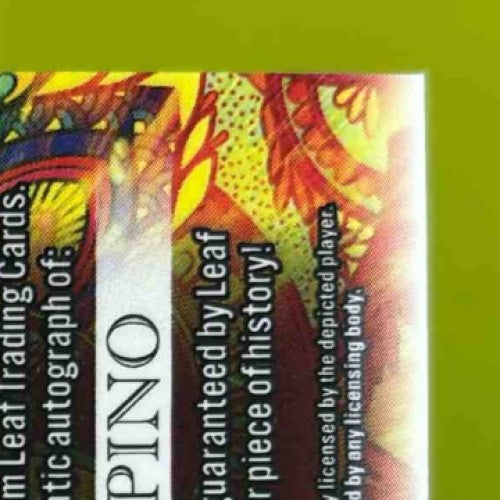 m Leaf Trading Cards.
tic autograph of:
PINO
uaranteed by Leaf
r piece of history!
y licensed by the depicted player.
d by any licensing body.